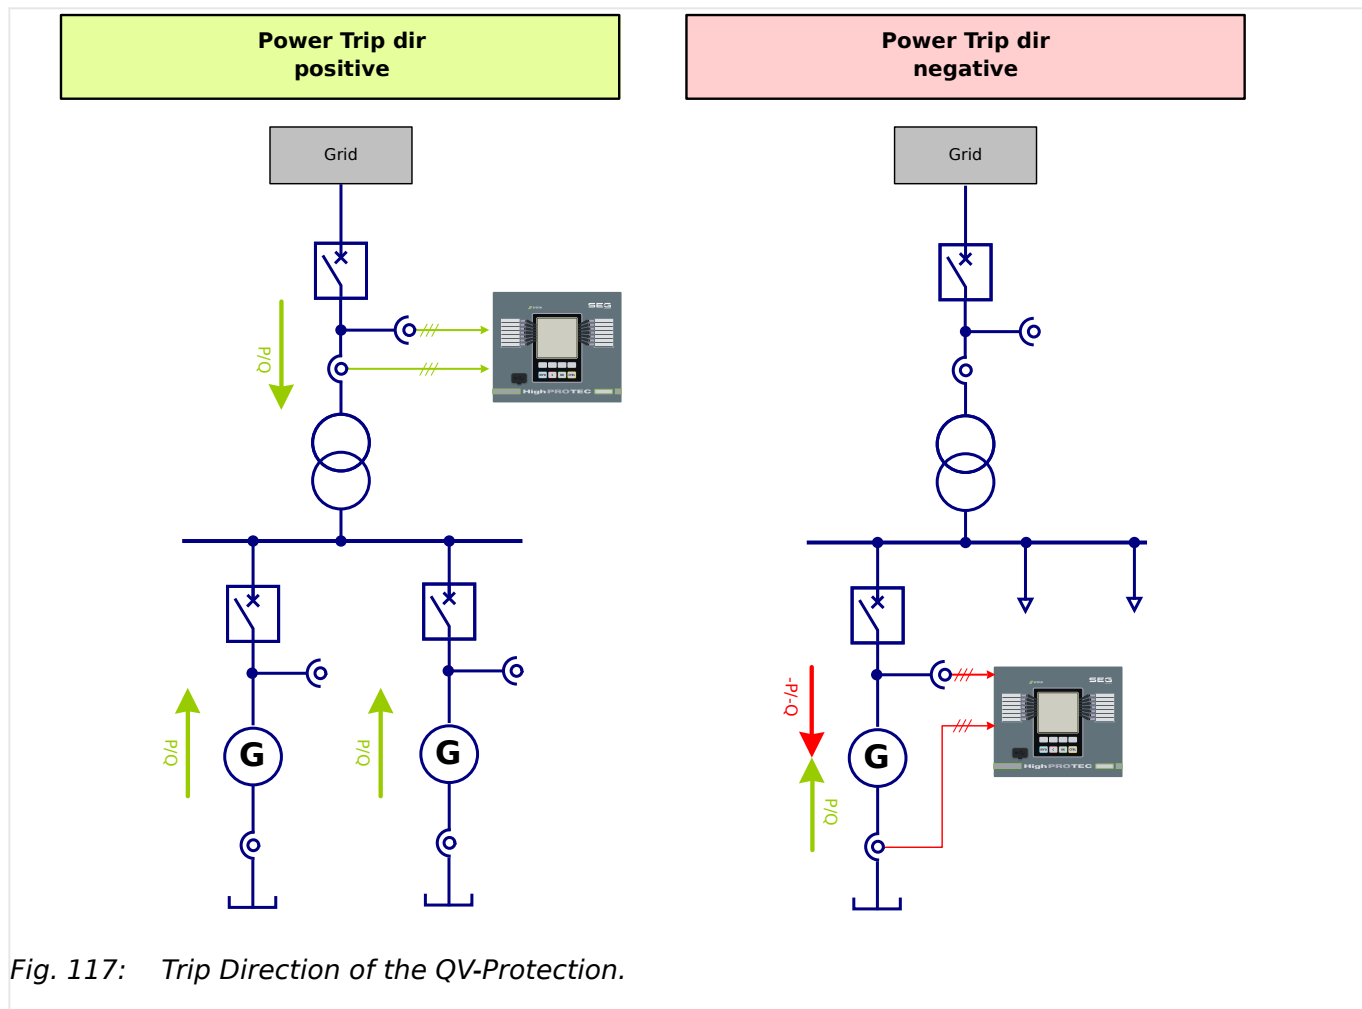 Power Trip dir
positive
Power Trip dir
negative
Grid
Grid
P/Q
SEG
HighPROTEC
P/Q
P/Q
G
G
-P/-Q
P/Q
G
SEG
HighPROTEC
Fig. 117: Trip Direction of the QV-Protection.